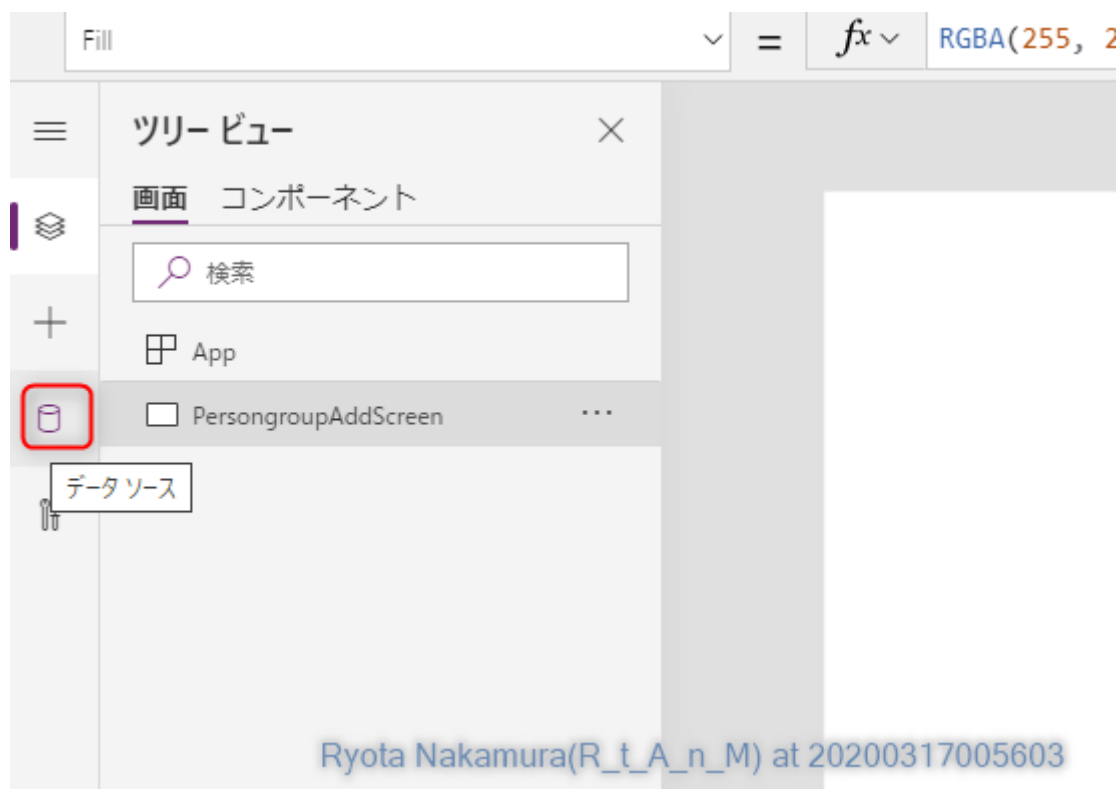 Fill = fx RGBA(255, 2
ツリー ビュー
画面 コンポーネント
検索
App
PersongroupAddScreen ...
データ ソース
Ryota Nakamura(R_t_A_n_M) at 20200317005603